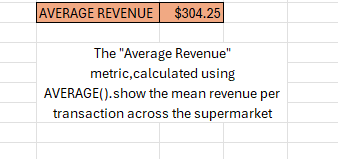 AVERAGE REVENUE $304.25
The "Average Revenue"
metric,calculated using
AVERAGE().show the mean revenue per
transaction across the supermarket